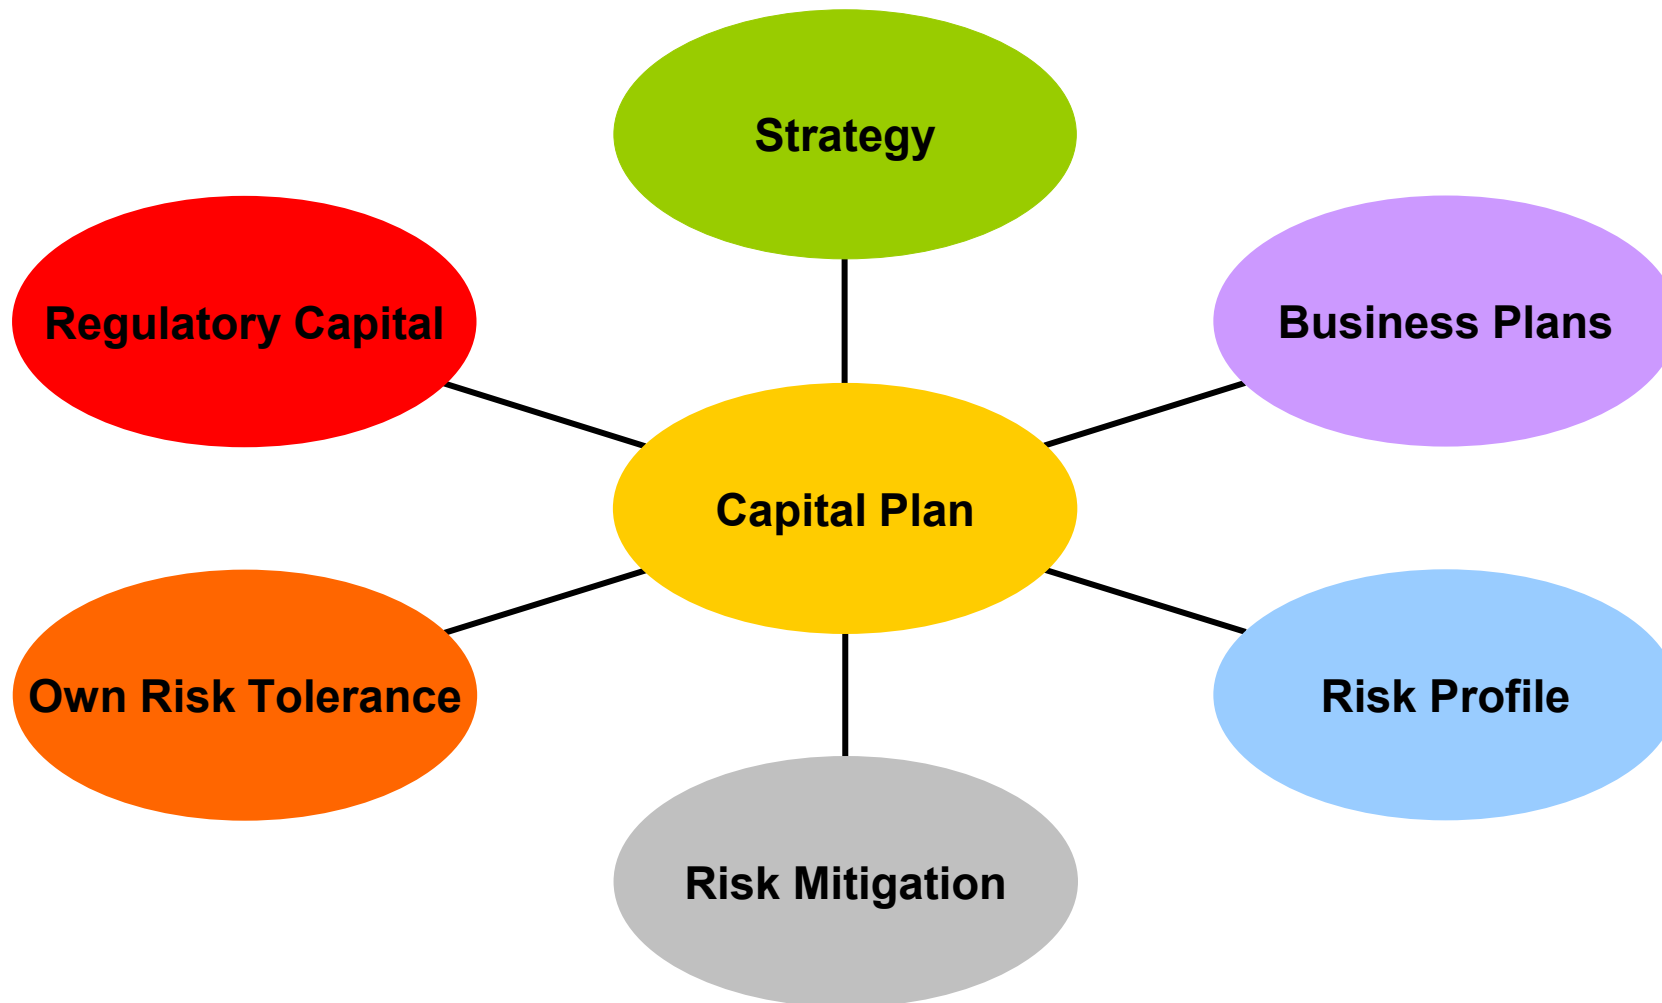 Strategy
Regulatory Capital
Business Plans
Capital Plan
Own Risk Tolerance
Risk Profile
Risk Mitigation